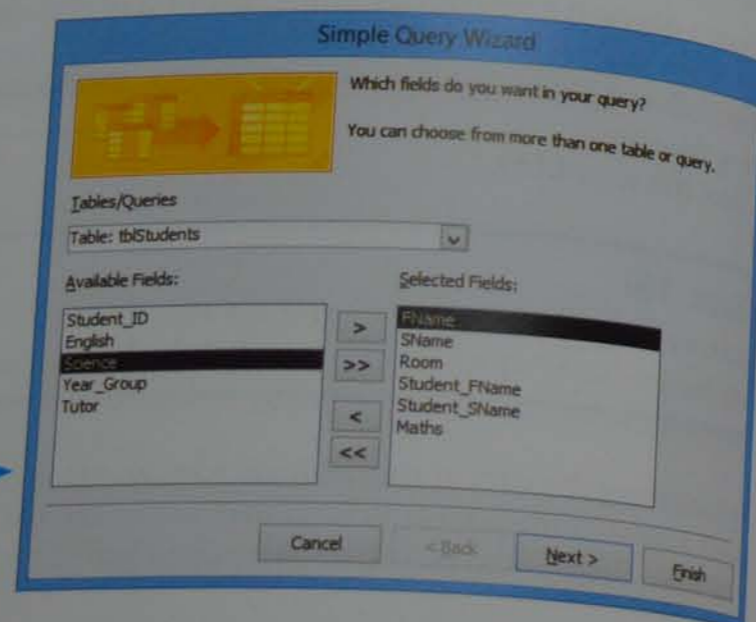 Simple Query Wizard
Which fields do you want in your query?
You can choose from more than one table or query.
Tables/Queries
Table: tblStudents
Available Fields:
Student_ID
English
Science
Year_Group
Tutor
>
>>
<
<<
Selected Fields:
FName
SName
Room
Student_FName
Student_SName
Maths
Cancel
< Back
Next >
Finish